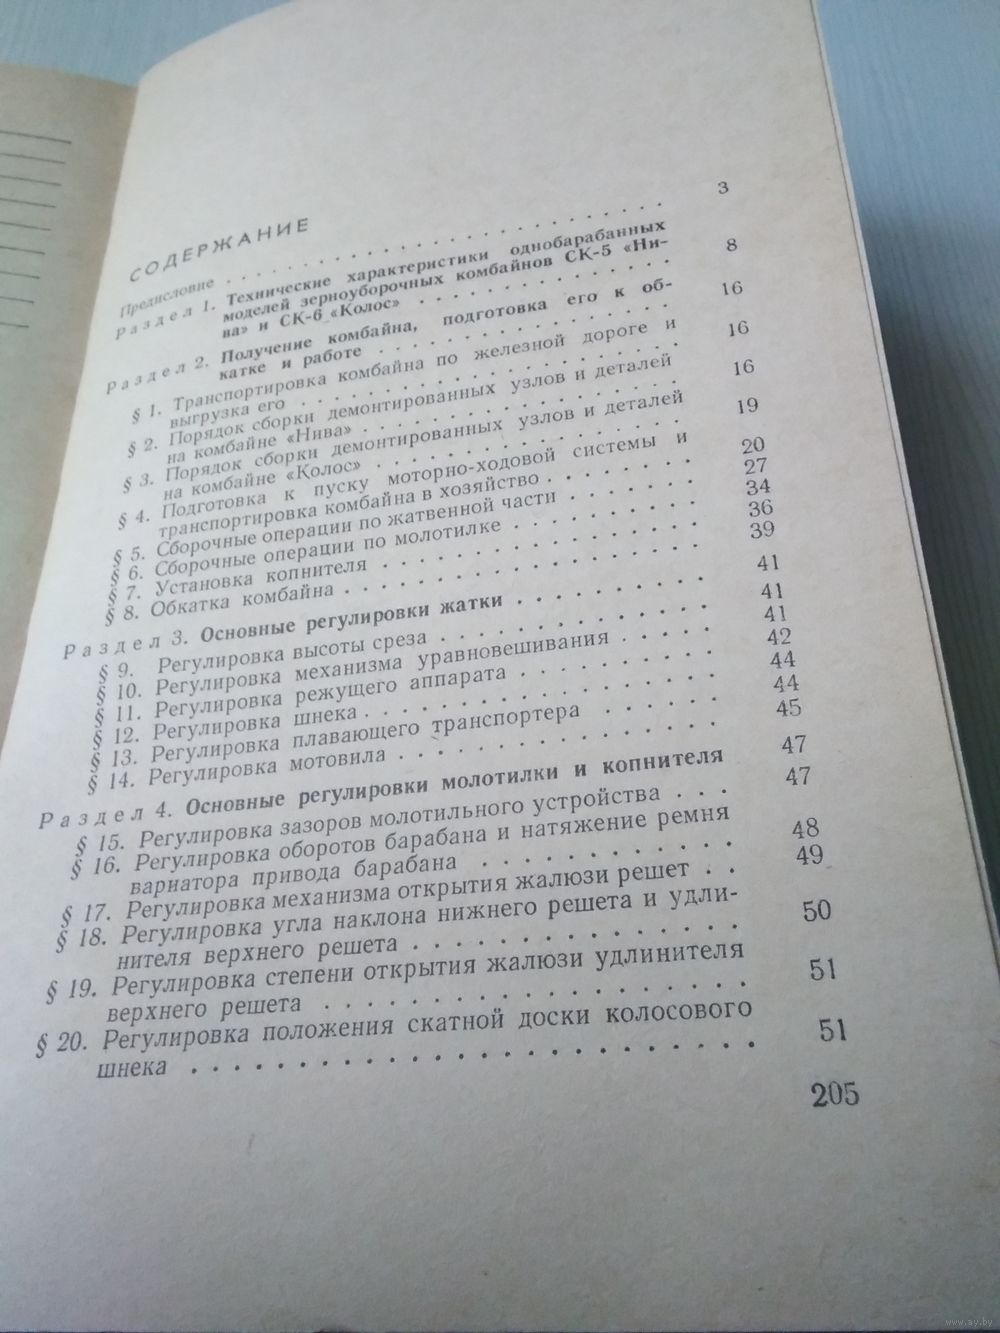 СОДЕРЖАНИЕ
Предисловие . . . . . . . . . . . . . . . . . . . . 3
Раздел 1. Технические характеристики однобарабанных
моделей зерноуборочных комбайнов СК-5 «Ни-
ва» и СК-6 «Колос» . . . . . . . . . . . . 8
Раздел 2. Получение комбайна, подготовка его к об-
катке и работе . . . . . . . . . . . . . 16
§ 1. Транспортировка комбайна по железной дороге и
выгрузка его . . . . . . . . . . . . . . . 16
§ 2. Порядок сборки демонтированных узлов и деталей
на комбайне «Нива» . . . . . . . . . . . . 16
§ 3. Порядок сборки демонтированных узлов и деталей
на комбайне «Колос» . . . . . . . . . . . . 19
§ 4. Подготовка к пуску моторно-ходовой системы и
транспортировка комбайна в хозяйство . . . . . . 20
§ 5. Сборочные операции по жатвенной части . . . . . 27
§ 6. Сборочные операции по молотилке . . . . . . . 34
§ 7. Установка копнителя . . . . . . . . . . . . 36
§ 8. Обкатка комбайна . . . . . . . . . . . . . 39
Раздел 3. Основные регулировки жатки . . . . . . . . 41
§ 9. Регулировка высоты среза . . . . . . . . . . 41
§ 10. Регулировка механизма уравновешивания . . . . 41
§ 11. Регулировка режущего аппарата . . . . . . . 42
§ 12. Регулировка шнека . . . . . . . . . . . . . 44
§ 13. Регулировка плавающего транспортера . . . . . 44
§ 14. Регулировка мотовила . . . . . . . . . . . . 45
Раздел 4. Основные регулировки молотилки и копнителя 47
§ 15. Регулировка зазоров молотильного устройства . . . 47
§ 16. Регулировка оборотов барабана и натяжение ремня
вариатора привода барабана . . . . . . . . . 48
§ 17. Регулировка механизма открытия жалюзи решет . . 49
§ 18. Регулировка угла наклона нижнего решета и удли-
нителя верхнего решета . . . . . . . . . . . . 50
§ 19. Регулировка степени открытия жалюзи удлинителя
верхнего решета . . . . . . . . . . . . . . . 51
§ 20. Регулировка положения скатной доски колосового
шнека . . . . . . . . . . . . . . . . . . . . 51
205
www.ay.by